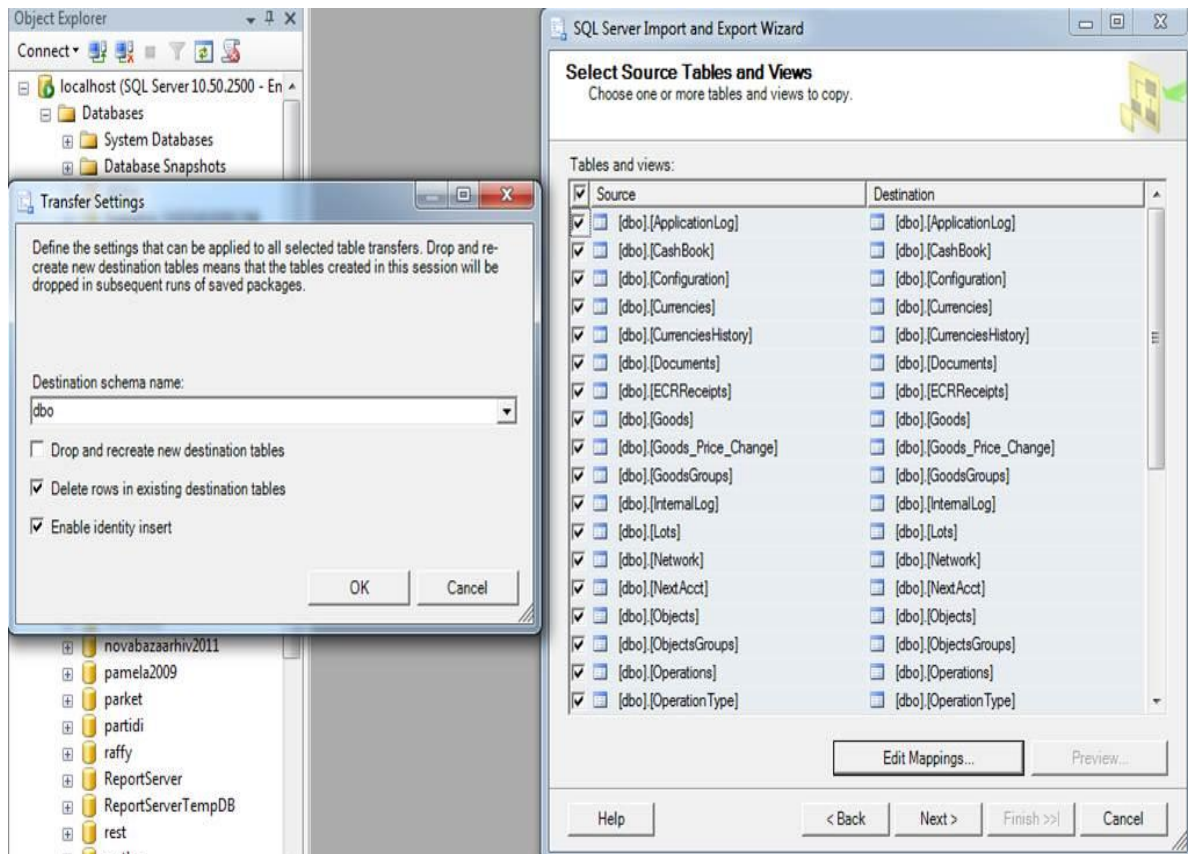 Object Explorer
Connect
localhost (SQL Server 10.50.2500 - En
Databases
System Databases
Database Snapshots
Transfer Settings
Define the settings that can be applied to all selected table transfers. Drop and re-
create new destination tables means that the tables created in this session will be
dropped in subsequent runs of saved packages.
Destination schema name:
dbo
Drop and recreate new destination tables
Delete rows in existing destination tables
Enable identity insert
OK Cancel
novabazaarhiv2011
pamela2009
parket
partidi
raffy
ReportServer
ReportServerTempDB
rest
SQL Server Import and Export Wizard
Select Source Tables and Views
Choose one or more tables and views to copy.
Tables and views:
Source Destination
[dbo].[ApplicationLog] [dbo].[ApplicationLog]
[dbo].[CashBook] [dbo].[CashBook]
[dbo].[Configuration] [dbo].[Configuration]
[dbo].[Currencies] [dbo].[Currencies]
[dbo].[CurrenciesHistory] [dbo].[CurrenciesHistory]
[dbo].[Documents] [dbo].[Documents]
[dbo].[ECRReceipts] [dbo].[ECRReceipts]
[dbo].[Goods] [dbo].[Goods]
[dbo].[Goods_Price_Change] [dbo].[Goods_Price_Change]
[dbo].[GoodsGroups] [dbo].[GoodsGroups]
[dbo].[InternalLog] [dbo].[InternalLog]
[dbo].[Lots] [dbo].[Lots]
[dbo].[Network] [dbo].[Network]
[dbo].[NextAcct] [dbo].[NextAcct]
[dbo].[Objects] [dbo].[Objects]
[dbo].[ObjectsGroups] [dbo].[ObjectsGroups]
[dbo].[Operations] [dbo].[Operations]
[dbo].[OperationType] [dbo].[OperationType]
Edit Mappings... Preview...
Help < Back Next > Finish >>| Cancel